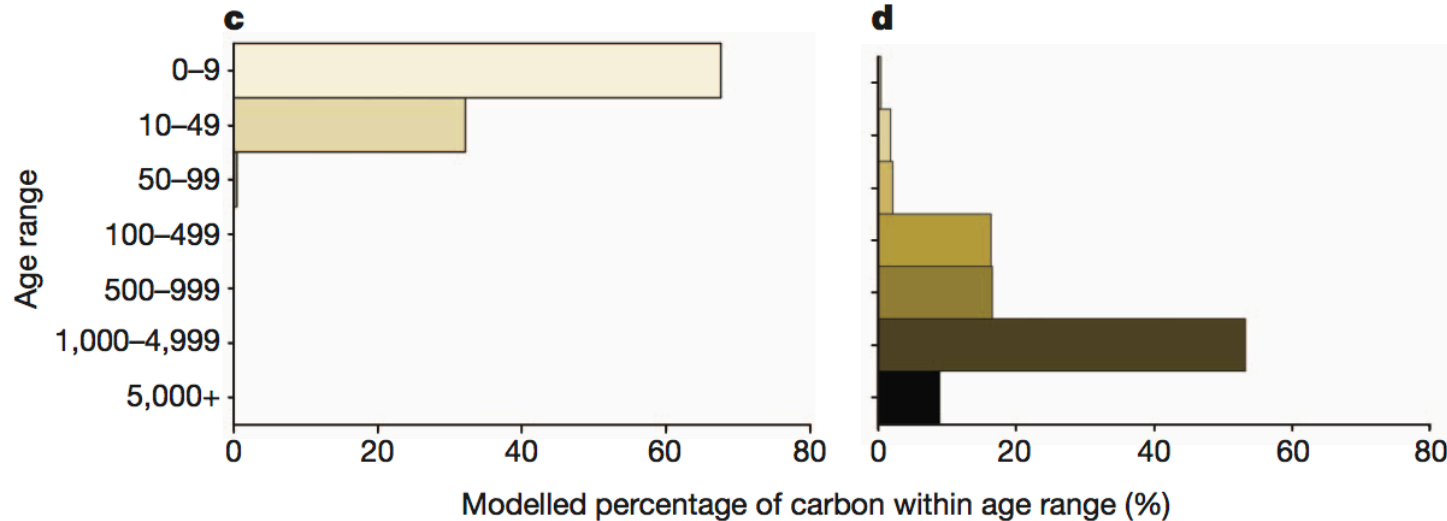 c
d
Age range
0–9
10–49
50–99
100–499
500–999
1,000–4,999
5,000+
0 20 40 60 80
0 20 40 60 80
Modelled percentage of carbon within age range (%)